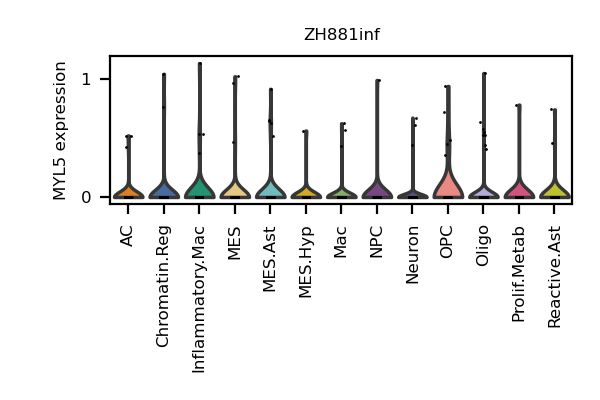 ZH881inf
MYL5 expression
1
0
AC
Chromatin.Reg
Inflammatory.Mac
MES
MES.Ast
MES.Hyp
Mac
NPC
Neuron
OPC
Oligo
Prolif.Metab
Reactive.Ast